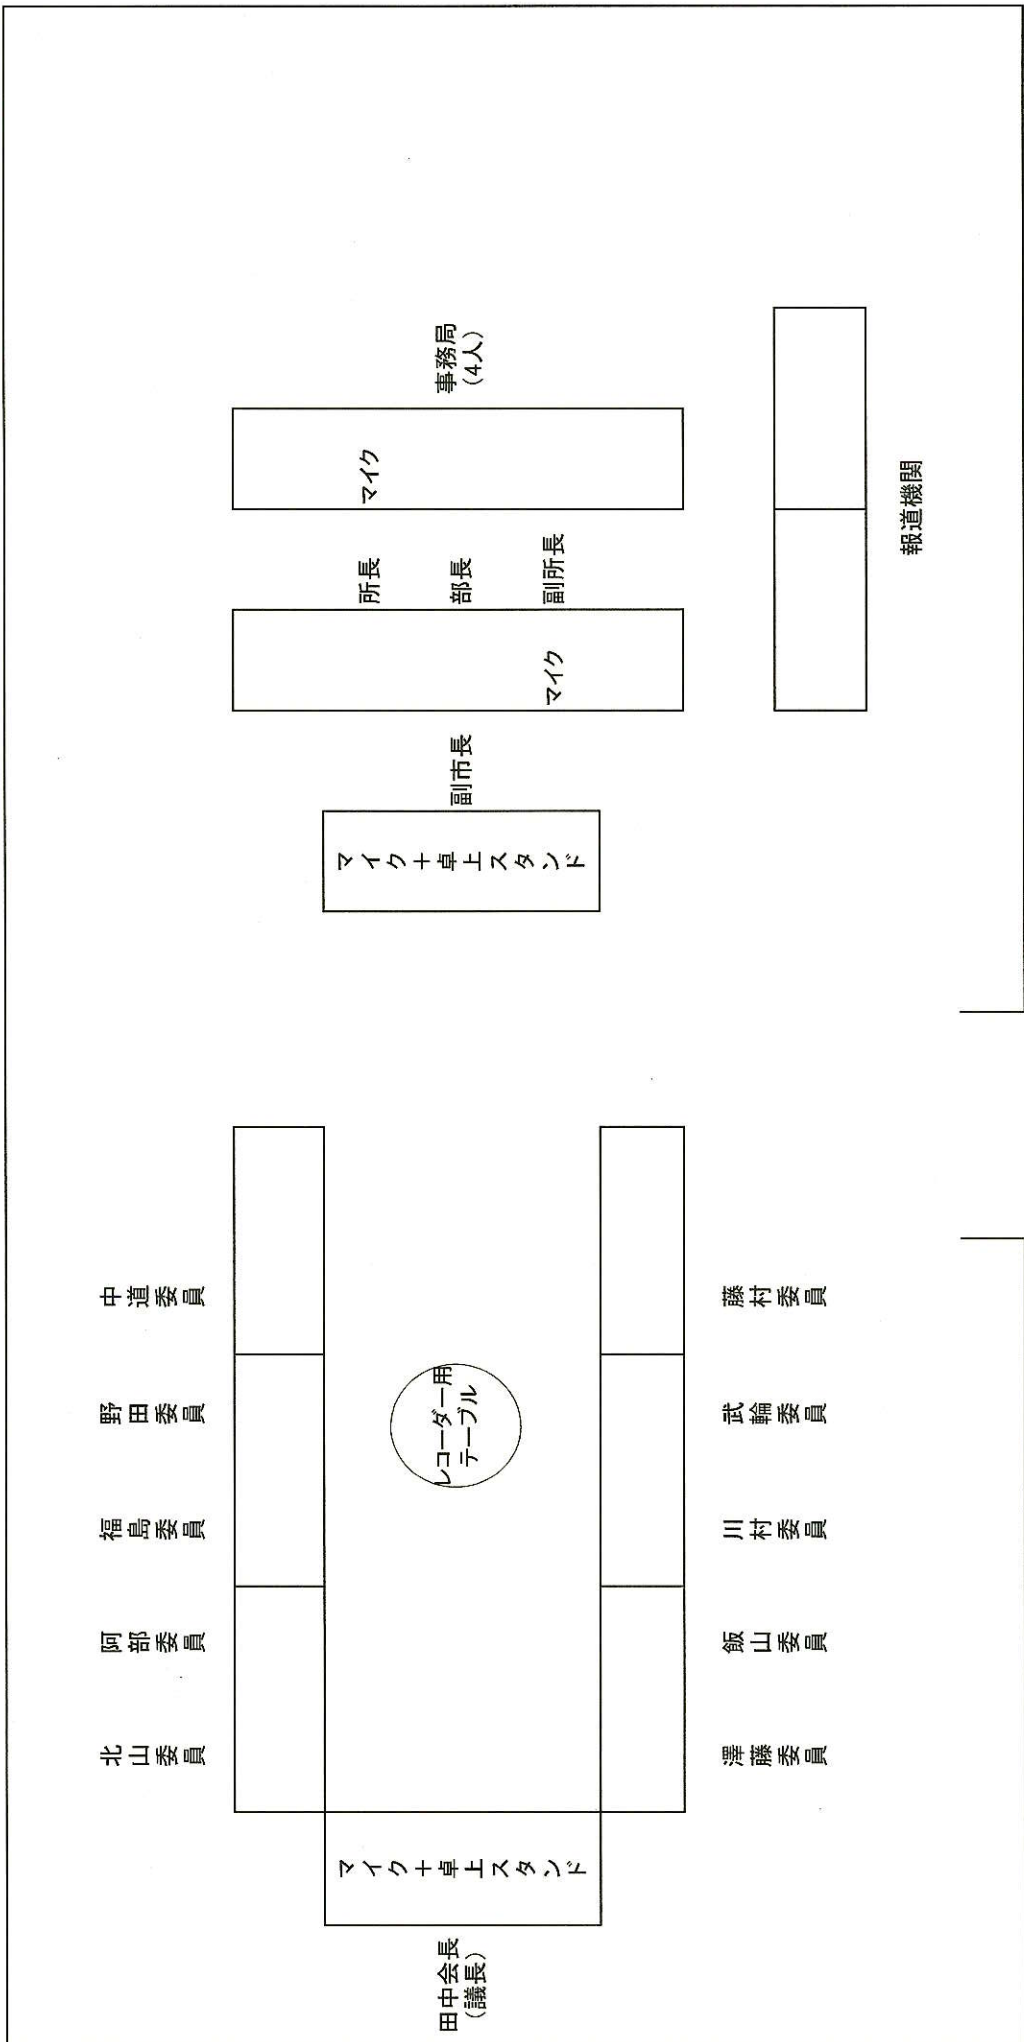 田中会長
（議長）
マイク＋卓上スタンド
北山委員
阿部委員
福島委員
野田委員
中道委員
レコーダー用
テーブル
澤藤委員
飯山委員
川村委員
武輪委員
藤村委員
マイク＋卓上スタンド
副市長
マイク
所長
部長
副所長
マイク
事務局
（4人）
報道機関